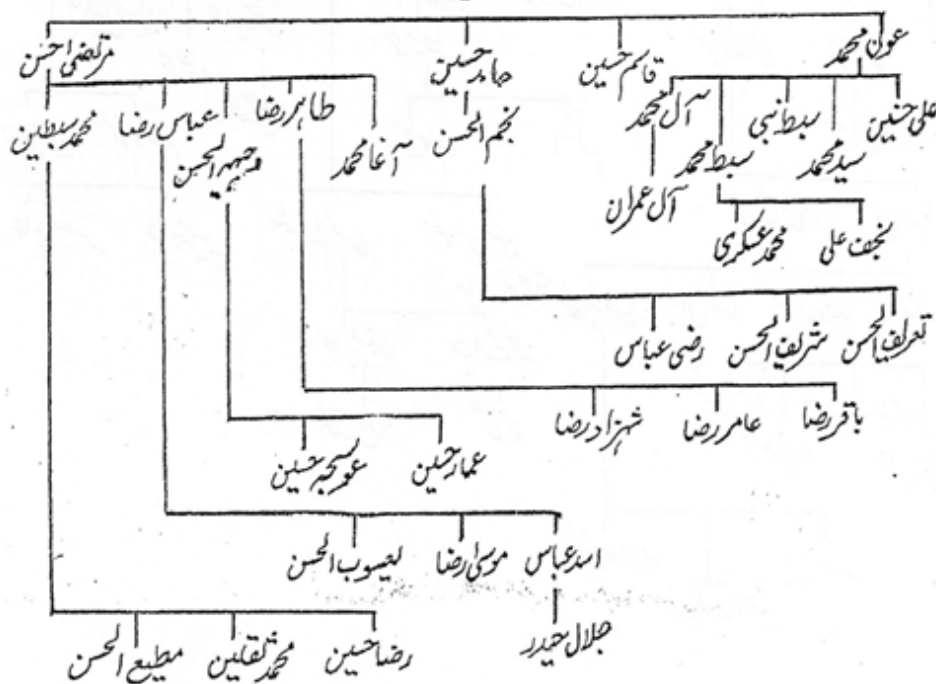 عون محمد
قاسم حسین
حامد حسین
مرتضیٰ احسن
علی حسنین
سید محمد
سبط نبی
سبط محمد
آل محمد
نجم الحسن
آغا محمد
طاہر رضا
وجیہہ الحسن
عباس رضا
محمد سبطین
نجف علی
محمد عسکری
آل عمران
تعریف الحسن
شریف الحسن
رضی عباس
باقر رضا
عامر رضا
شہزاد رضا
عمار حسین
عوسجہ حسین
اسد عباس
موسیٰ رضا
یعسوب الحسن
جلال حیدر
رضا حسین
محمد ثقلین
مطیع الحسن